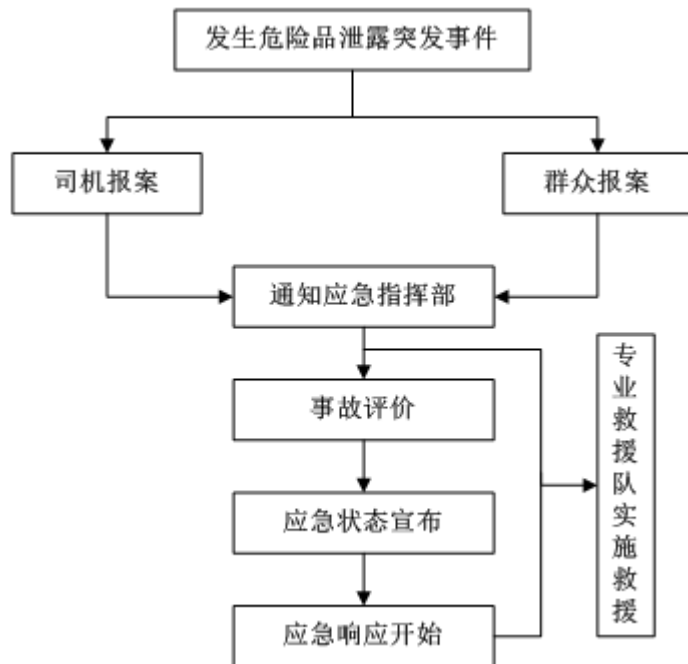 发生危险品泄露突发事件
司机报案
群众报案
通知应急指挥部
事故评价
应急状态宣布
应急响应开始
专业救援队实施救援